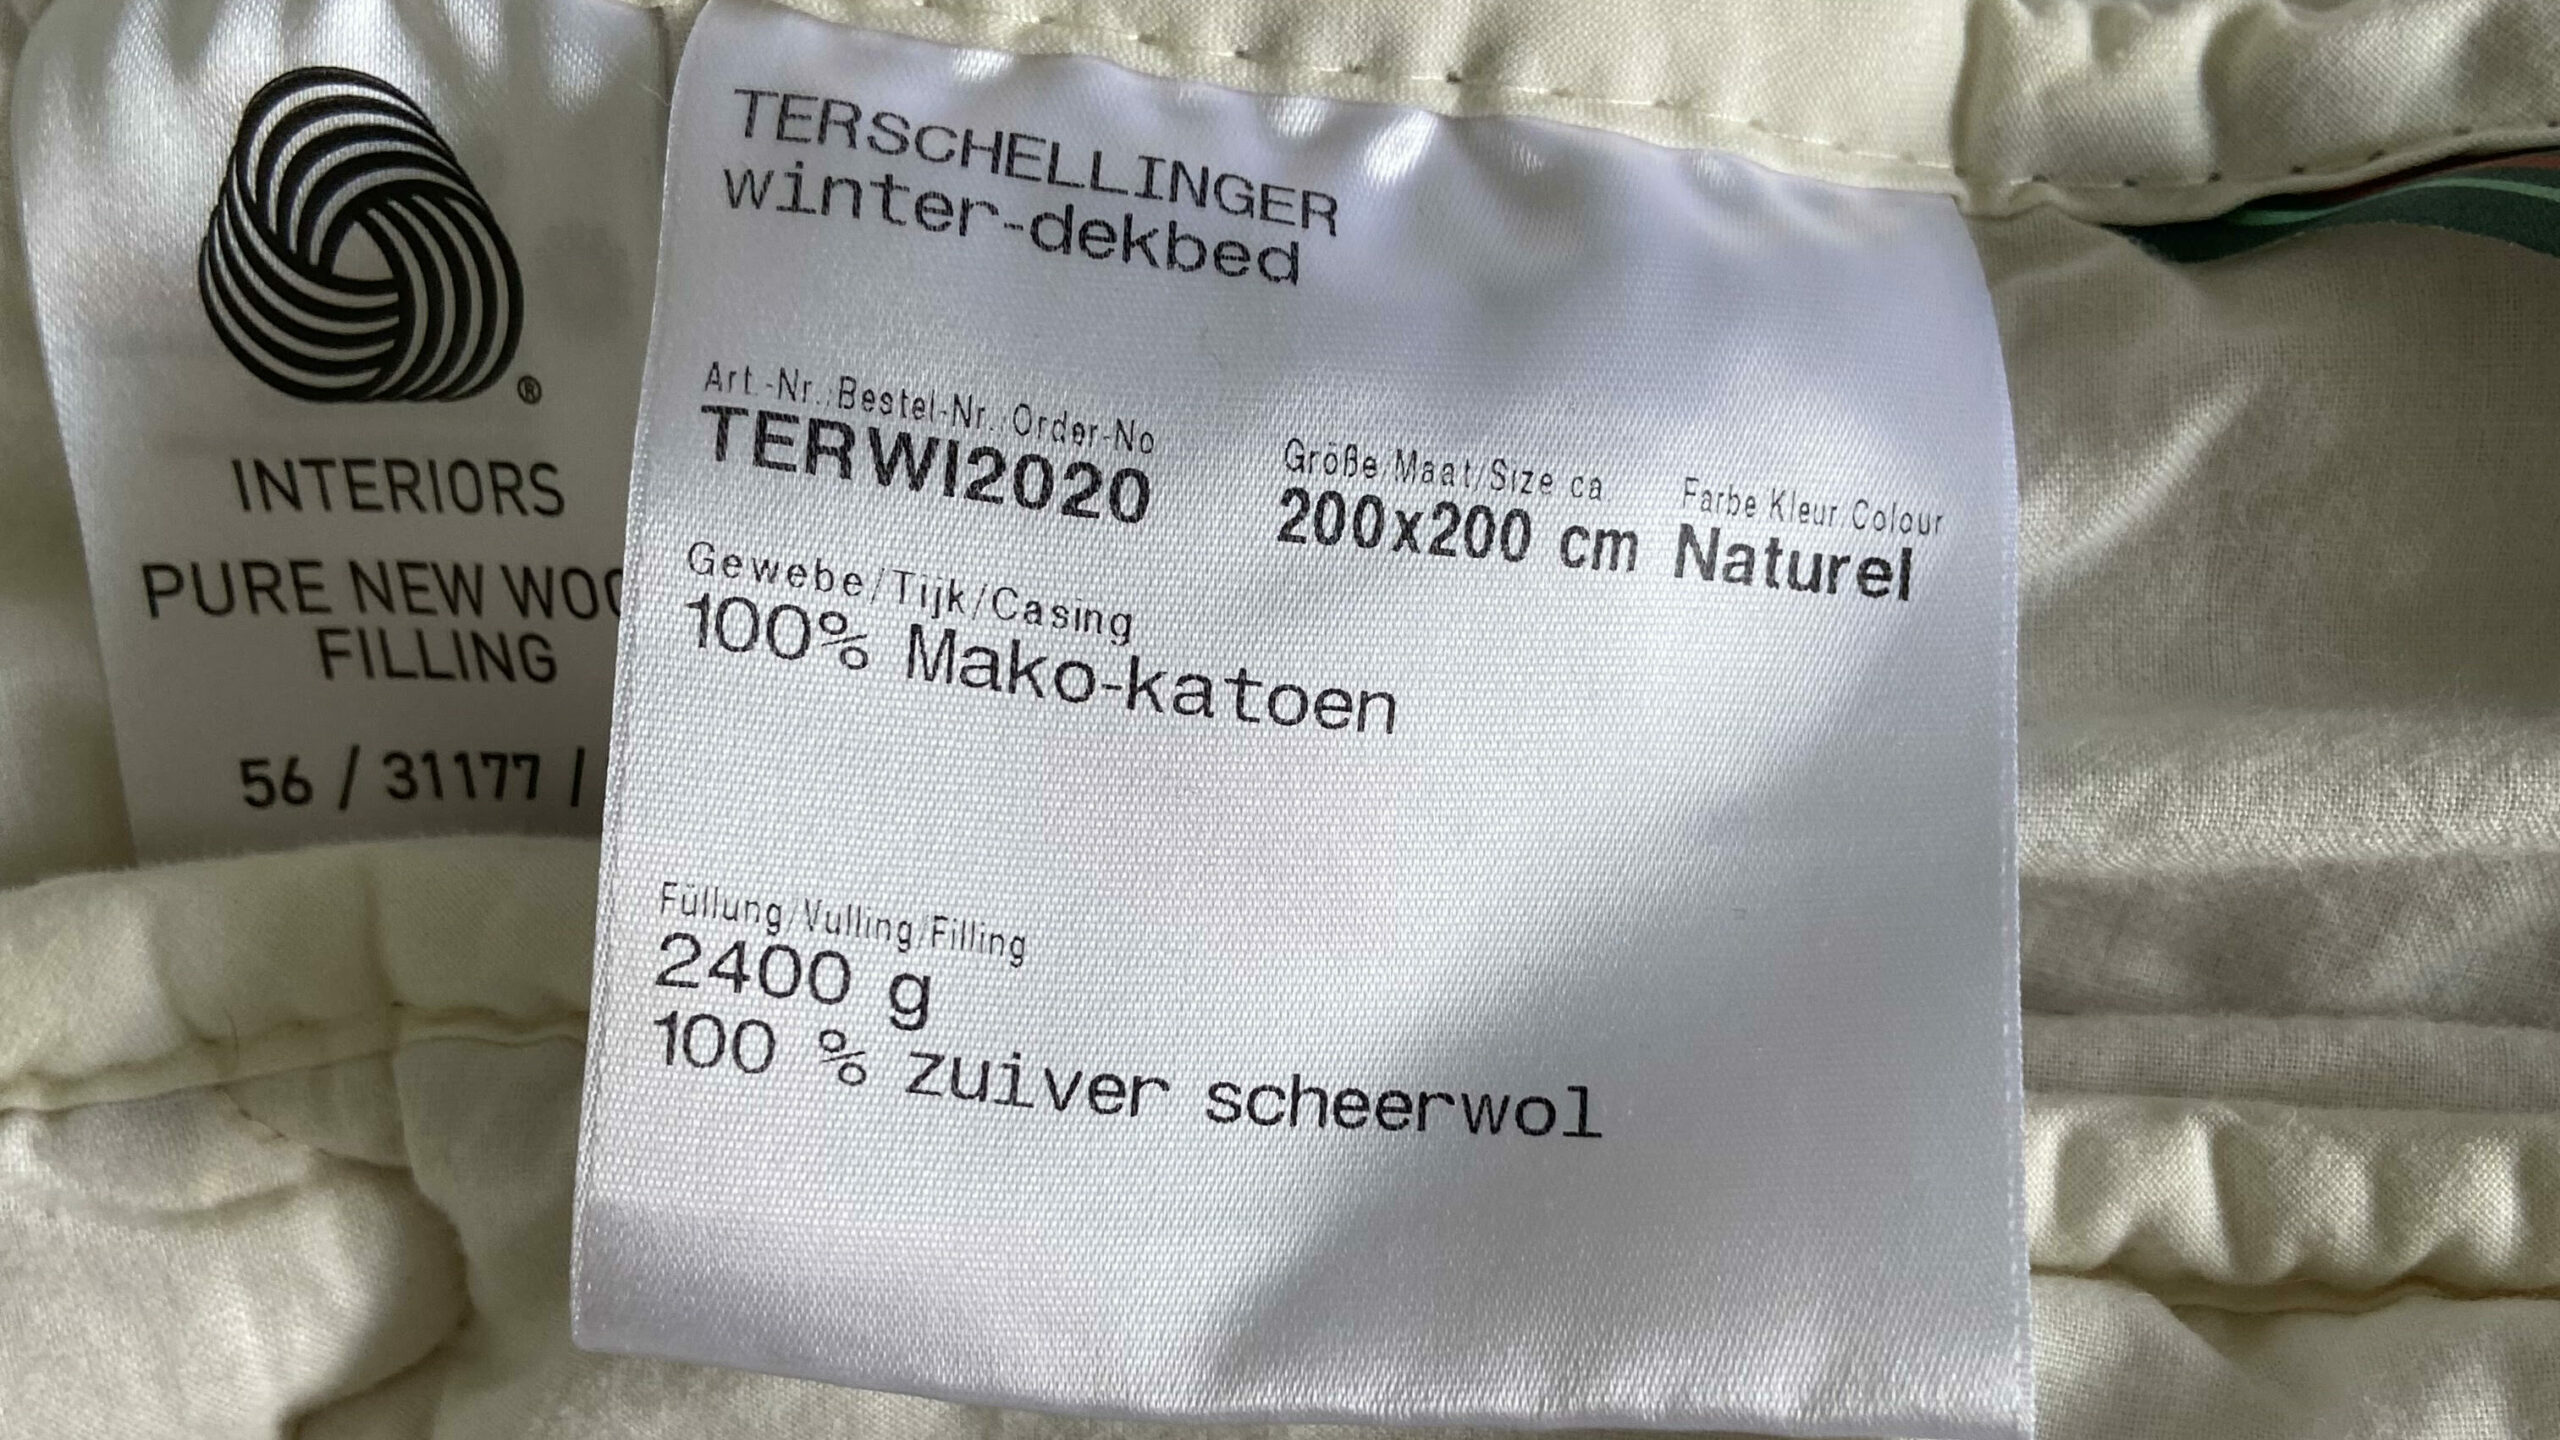 ®
INTERIORS
PURE NEW WOO
FILLING
56 / 31177 /
TERSCHELLINGER
winter-dekbed
Art.-Nr./Bestel-Nr./Order-No
TERWI2020
Größe/Maat/Size ca
200x200 cm
Farbe Kleur Colour
Naturel
Gewebe/Tijk/Casing
100% Mako-katoen
Füllung/Vulling/Filling
2400 g
100 % zuiver scheerwol